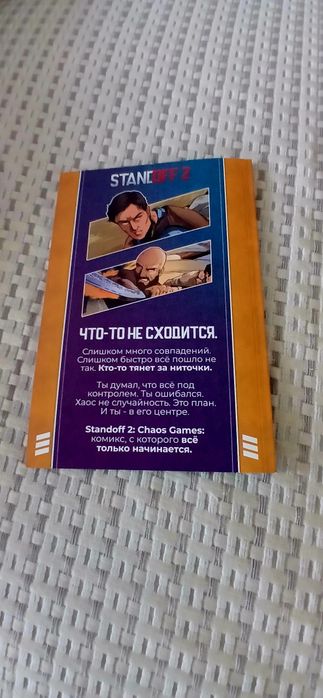 STANDOFF 2
ЧТО-ТО НЕ СХОДИТСЯ.
Слишком много совпадений.
Слишком быстро всё пошло не
так. Кто-то тянет за ниточки.
Ты думал, что всё под
контролем. Ты ошибался.
Хаос не случайность. Это план.
И ты - в его центре.
Standoff 2: Chaos Games:
комикс, с которого всё
только начинается.